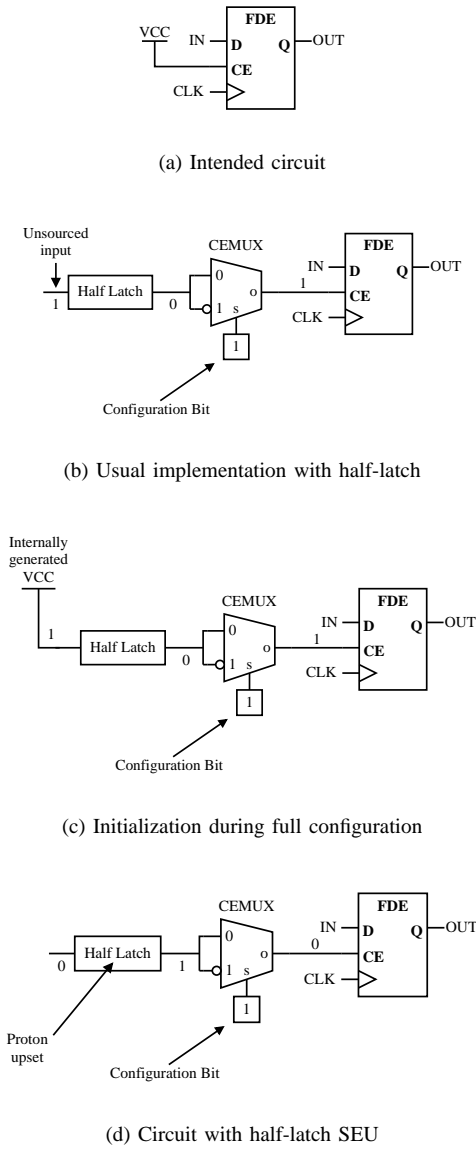 VCC
IN
FDE
D
Q
OUT
CE
CLK
(a) Intended circuit
Unsourced
input
1
Half Latch
0
CEMUX
0
1
s
o
1
1
Configuration Bit
IN
FDE
D
Q
OUT
CE
CLK
(b) Usual implementation with half-latch
Internally
generated
VCC
1
Half Latch
0
CEMUX
0
1
s
o
1
1
Configuration Bit
IN
FDE
D
Q
OUT
CE
CLK
(c) Initialization during full configuration
0
Half Latch
1
Proton
upset
CEMUX
0
1
s
o
1
0
Configuration Bit
IN
FDE
D
Q
OUT
CE
CLK
(d) Circuit with half-latch SEU